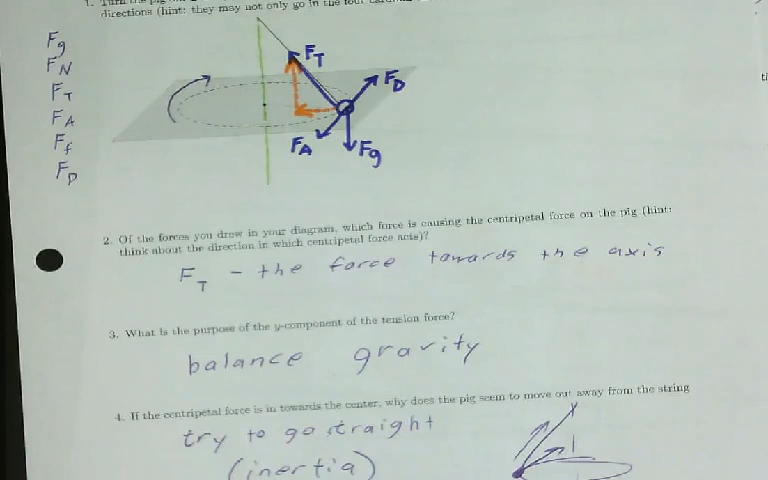 directions (hint: they may not only go in the four
Fg
FN
FT
FA
Ff
FD
FT
FD
FA
Fg
2. Of the forces you drew in your diagram, which force is causing the centripetal force on the pig (hint:
think about the direction in which centripetal force acts)?
FT - the force towards the axis
3. What is the purpose of the y-component of the tension force?
balance gravity
4. If the centripetal force is in towards the center, why does the pig seem to move out away from the string
try to go straight
(inertia)